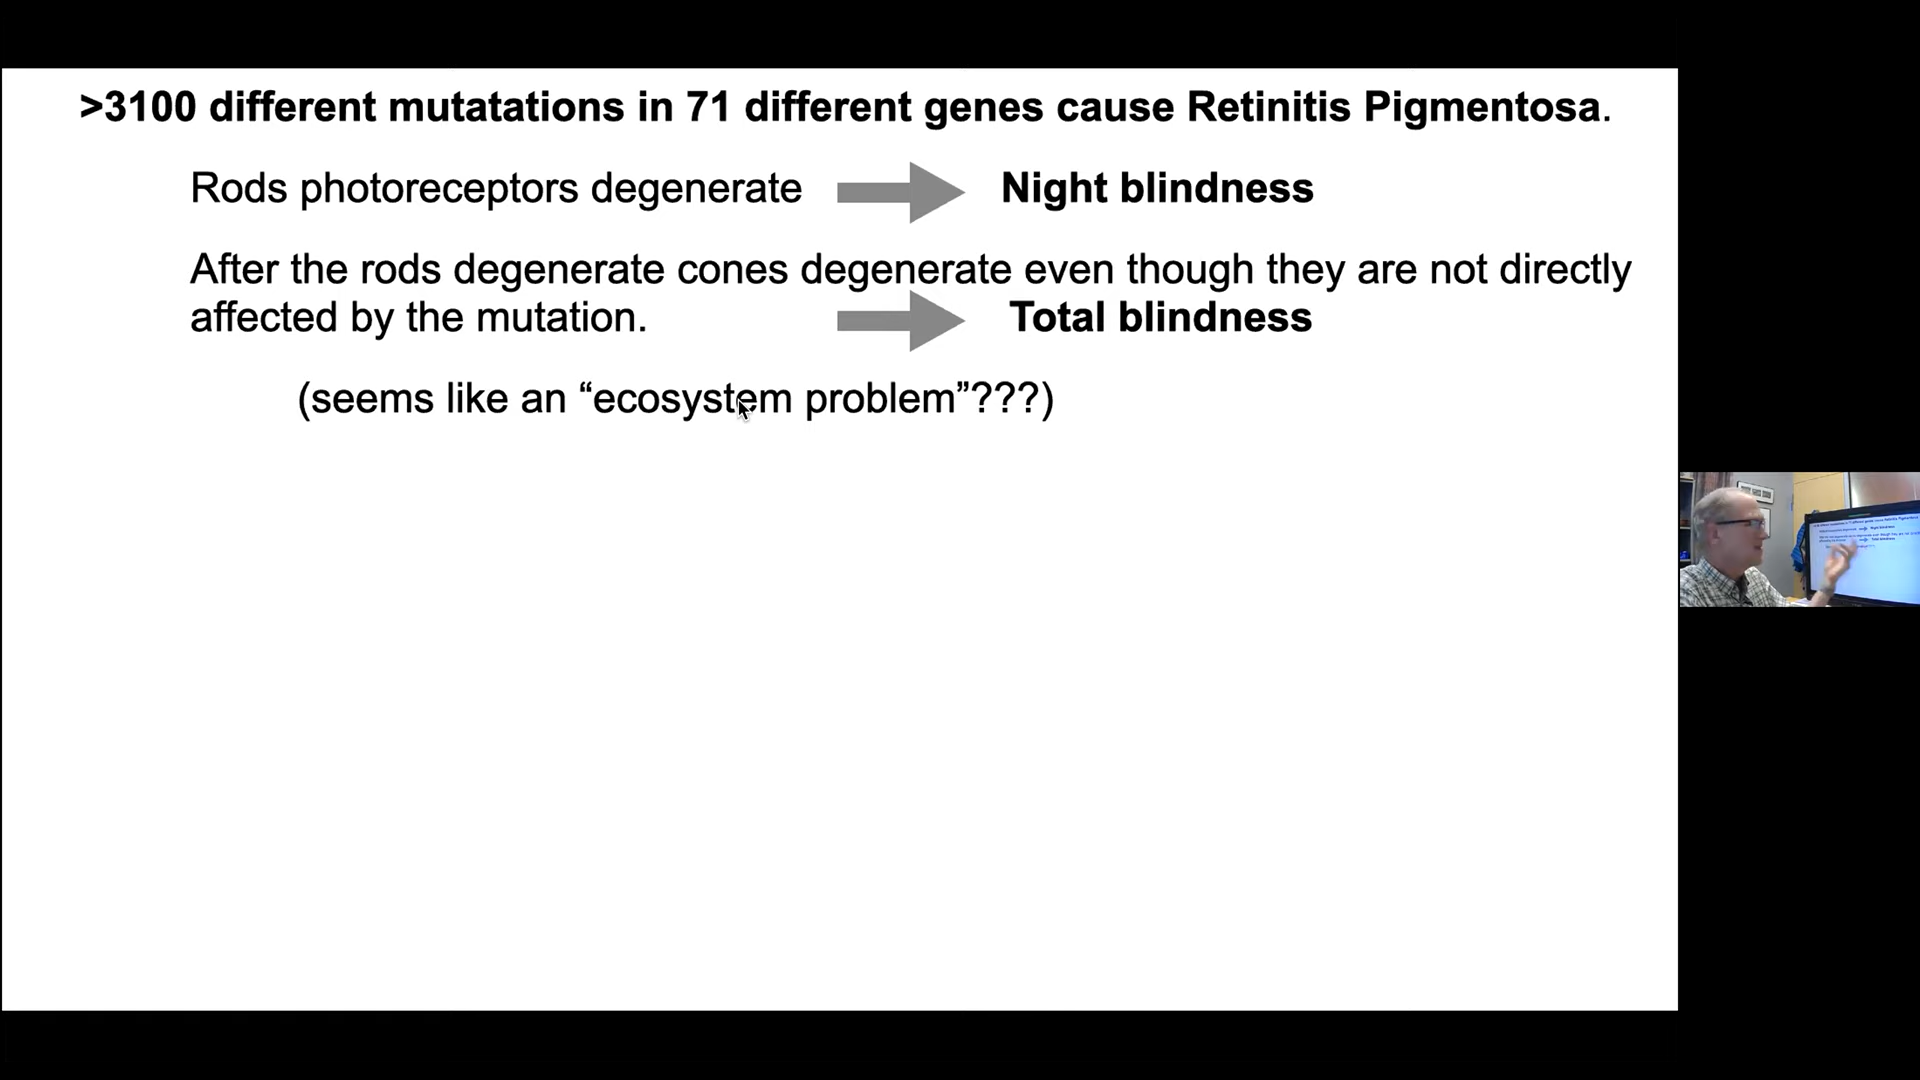 >3100 different mutatations in 71 different genes cause Retinitis Pigmentosa.
Rods photoreceptors degenerate
Night blindness
After the rods degenerate cones degenerate even though they are not directly
affected by the mutation.
Total blindness
(seems like an “ecosystem problem”???)